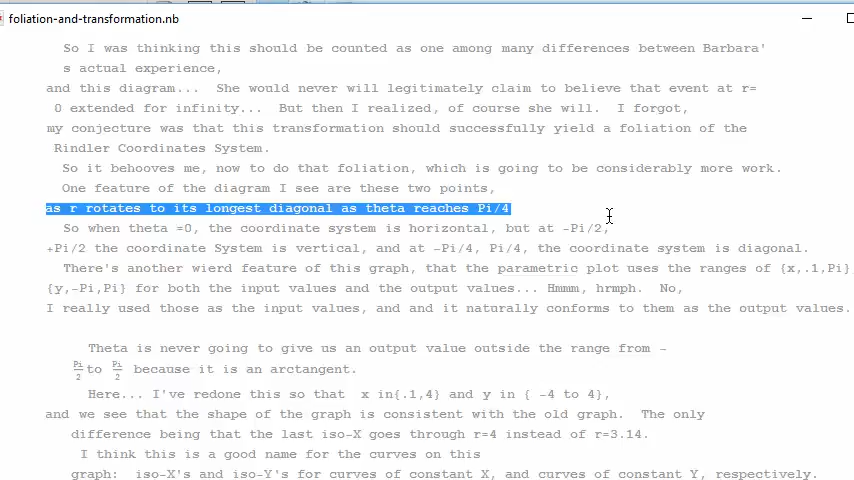 foliation-and-transformation.nb
So I was thinking this should be counted as one among many differences between Barbara'
s actual experience,
and this diagram... She would never will legitimately claim to believe that event at r=
0 extended for infinity... But then I realized, of course she will. I forgot,
my conjecture was that this transformation should successfully yield a foliation of the
Rindler Coordinates System.
So it behooves me, now to do that foliation, which is going to be considerably more work.
One feature of the diagram I see are these two points,
as r rotates to its longest diagonal as theta reaches Pi/4
So when theta =0, the coordinate system is horizontal, but at -Pi/2,
+Pi/2 the coordinate System is vertical, and at -Pi/4, Pi/4, the coordinate system is diagonal.
There's another wierd feature of this graph, that the parametric plot uses the ranges of {x,.1,Pi}
{y,-Pi,Pi} for both the input values and the output values... Hmmm, hrmph. No,
I really used those as the input values, and and it naturally conforms to them as the output values.
Theta is never going to give us an output value outside the range from -
Pi/2 to Pi/2 because it is an arctangent.
Here... I've redone this so that x in{.1,4} and y in { -4 to 4},
and we see that the shape of the graph is consistent with the old graph. The only
difference being that the last iso-X goes through r=4 instead of r=3.14.
I think this is a good name for the curves on this
graph: iso-X's and iso-Y's for curves of constant X, and curves of constant Y, respectively.